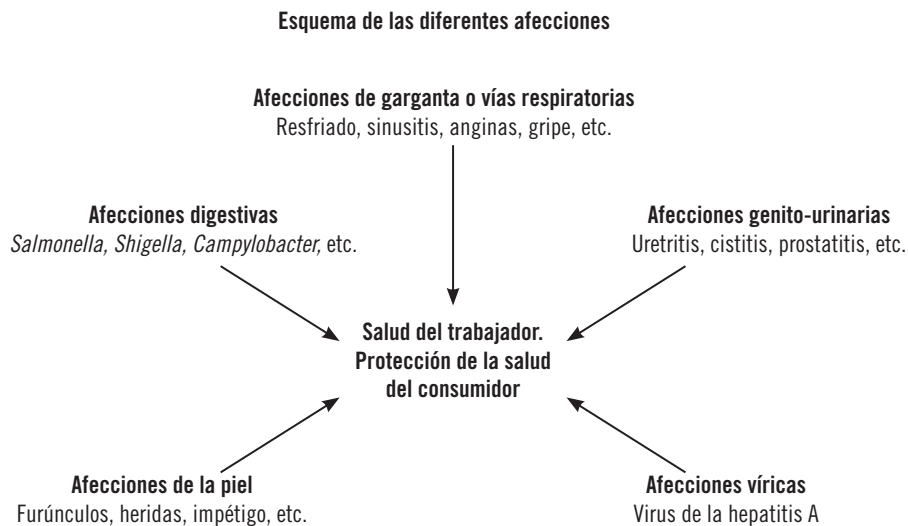 Esquema de las diferentes afecciones
Afecciones de garganta o vías respiratorias
Resfriado, sinusitis, anginas, gripe, etc.
Afecciones digestivas
Salmonella, Shigella, Campylobacter, etc.
Afecciones genito-urinarias
Uretritis, cistitis, prostatitis, etc.
Salud del trabajador.
Protección de la salud
del consumidor
Afecciones de la piel
Furúnculos, heridas, impétigo, etc.
Afecciones víricas
Virus de la hepatitis A